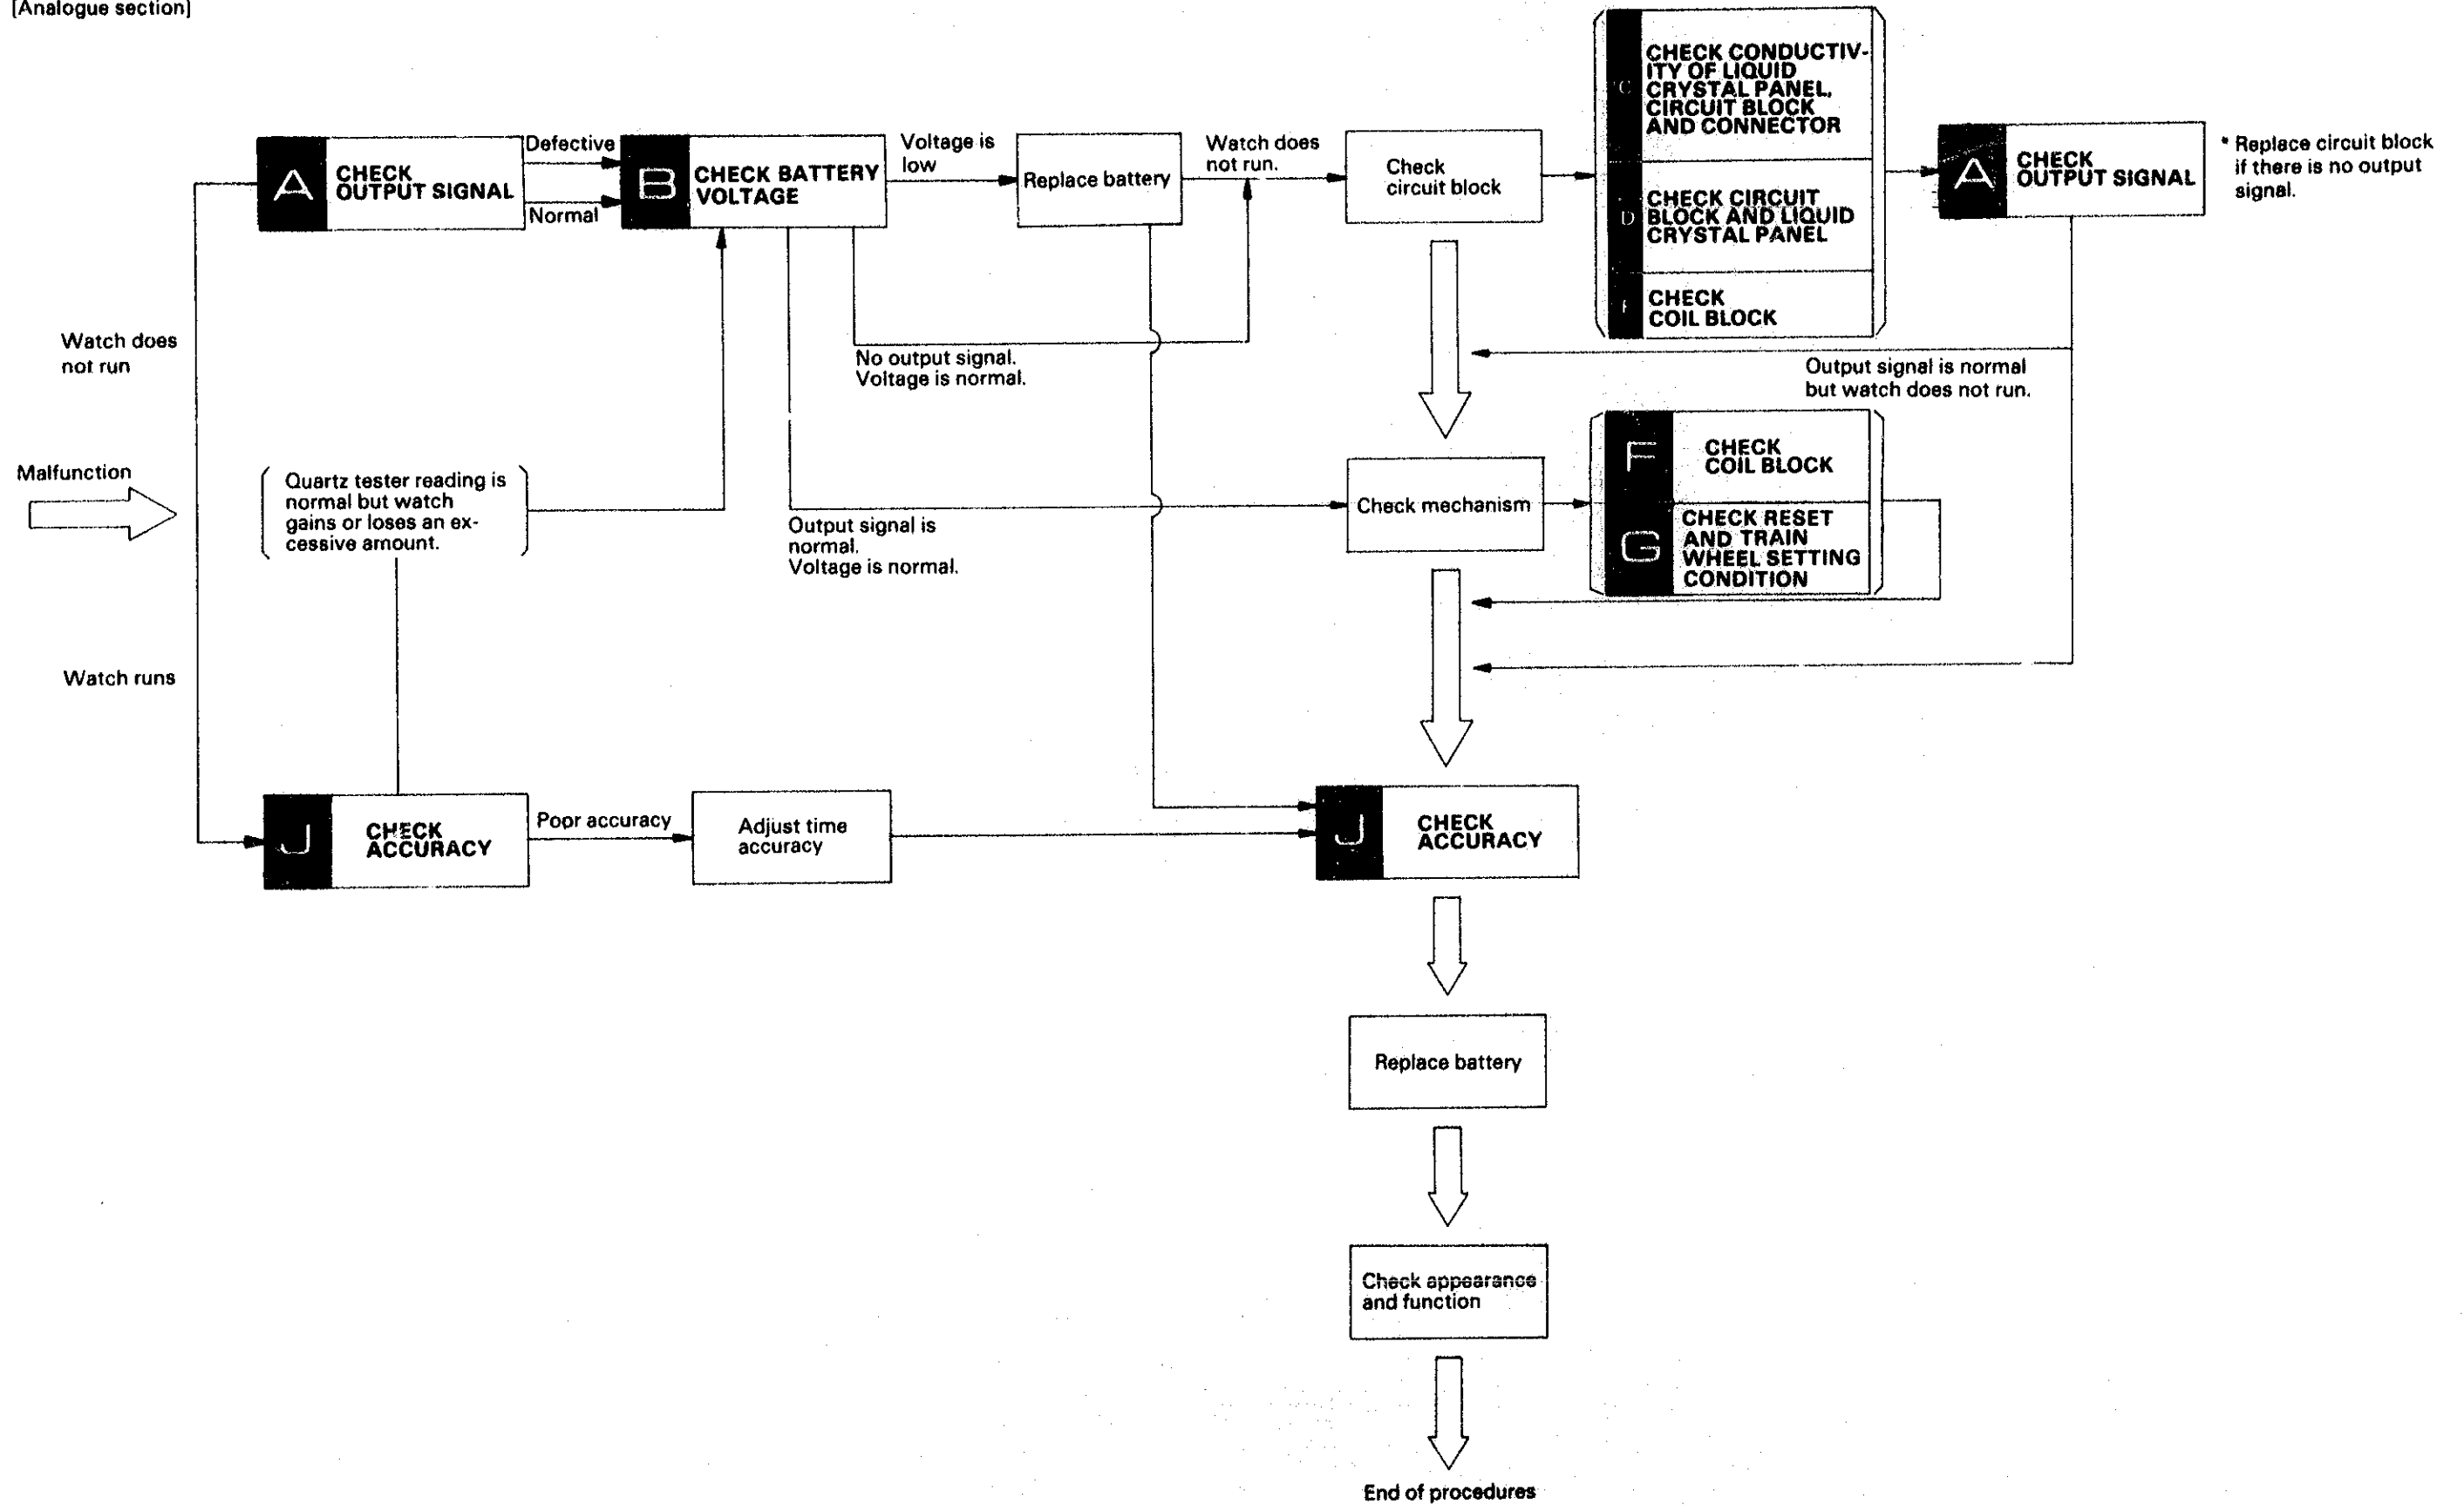 [Analogue section]
Malfunction
Watch does
not run
Watch runs
A
CHECK
OUTPUT SIGNAL
Defective
Normal
B
CHECK BATTERY
VOLTAGE
Voltage is
low
Replace battery
Watch does
not run.
Check
circuit block
C
CHECK CONDUCTIV-
ITY OF LIQUID
CRYSTAL PANEL,
CIRCUIT BLOCK
AND CONNECTOR
D
CHECK CIRCUIT
BLOCK AND LIQUID
CRYSTAL PANEL
CHECK
COIL BLOCK
A
CHECK
OUTPUT SIGNAL
* Replace circuit block
if there is no output
signal.
No output signal.
Voltage is normal.
Output signal is normal
but watch does not run.
Quartz tester reading is
normal but watch
gains or loses an ex-
cessive amount.
Output signal is
normal.
Voltage is normal.
Check mechanism
F
CHECK
COIL BLOCK
G
CHECK RESET
AND TRAIN
WHEEL SETTING
CONDITION
J
CHECK
ACCURACY
Poor accuracy
Adjust time
accuracy
J
CHECK
ACCURACY
Replace battery
Check appearance
and function
End of procedures